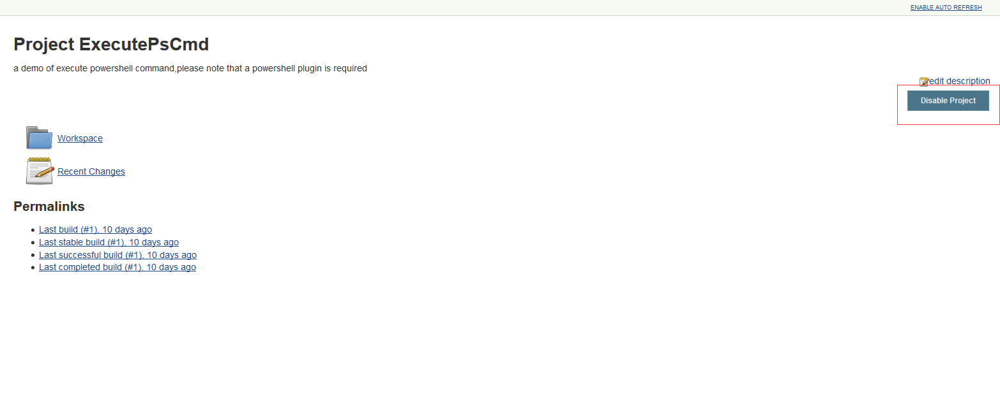 ENABLE AUTO REFRESH
Project ExecutePsCmd
a demo of execute powershell command,please note that a powershell plugin is required
edit description
Disable Project
Workspace
Recent Changes
Permalinks
Last build (#1), 10 days ago
Last stable build (#1), 10 days ago
Last successful build (#1), 10 days ago
Last completed build (#1), 10 days ago